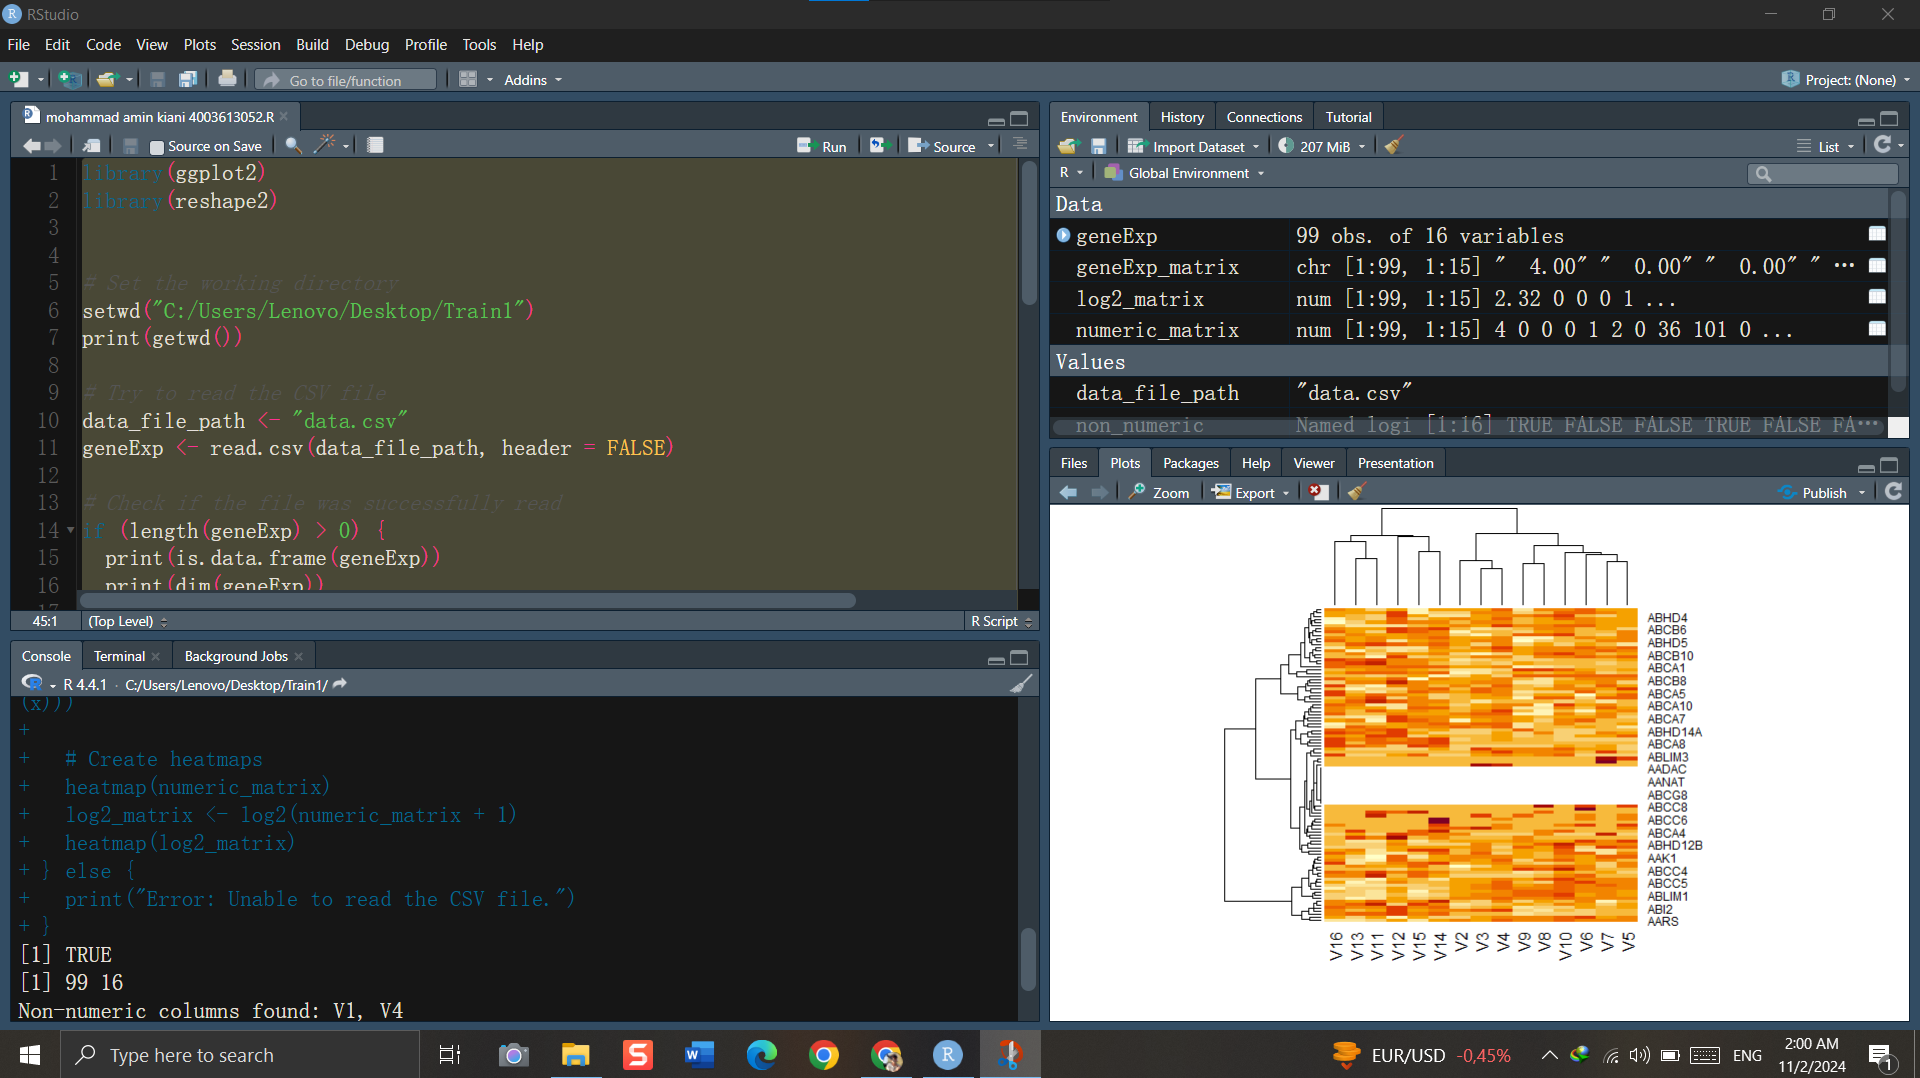 RStudio
File Edit Code View Plots Session Build Debug Profile Tools Help
Go to file/function Addins Project: (None)
mohammad amin kiani 4003613052.R
Source on Save Run Source
1 library(ggplot2)
2 library(reshape2)
3
4
5 # Set the working directory
6 setwd("C:/Users/Lenovo/Desktop/Train1")
7 print(getwd())
8
9 # Try to read the CSV file
10 data_file_path <- "data.csv"
11 geneExp <- read.csv(data_file_path, header = FALSE)
12
13 # Check if the file was successfully read
14 if (length(geneExp) > 0) {
15 print(is.data.frame(geneExp))
16 print(dim(geneExp))
17
45:1 (Top Level) R Script
Console Terminal Background Jobs
R 4.4.1 · C:/Users/Lenovo/Desktop/Train1/
(x)))
+
+ # Create heatmaps
+ heatmap(numeric_matrix)
+ log2_matrix <- log2(numeric_matrix + 1)
+ heatmap(log2_matrix)
+ } else {
+ print("Error: Unable to read the CSV file.")
+ }
[1] TRUE
[1] 99 16
Non-numeric columns found: V1, V4
Environment History Connections Tutorial
Import Dataset 207 MiB List
R Global Environment
Data
geneExp 99 obs. of 16 variables
geneExp_matrix chr [1:99, 1:15] "  4.00" "  0.00" "  0.00" " ...
log2_matrix num [1:99, 1:15] 2.32 0 0 0 1 ...
numeric_matrix num [1:99, 1:15] 4 0 0 0 1 2 0 36 101 0 ...
Values
data_file_path "data.csv"
non_numeric Named logi [1:16] TRUE FALSE FALSE TRUE FALSE FA...
Files Plots Packages Help Viewer Presentation
Zoom Export Publish
ABHD4
ABCB6
ABHD5
ABCB10
ABCA1
ABCB8
ABCA5
ABCA10
ABCA7
ABHD14A
ABCA8
ABLIM3
AADAC
AANAT
ABCG8
ABCC8
ABCC6
ABCA4
ABHD12B
AAK1
ABCC4
ABCC5
ABLIM1
ABI2
AARS
V16 V13 V11 V12 V15 V14 V2 V3 V4 V9 V8 V10 V6 V7 V5
Type here to search
EUR/USD -0,45%
ENG
2:00 AM
11/2/2024
1